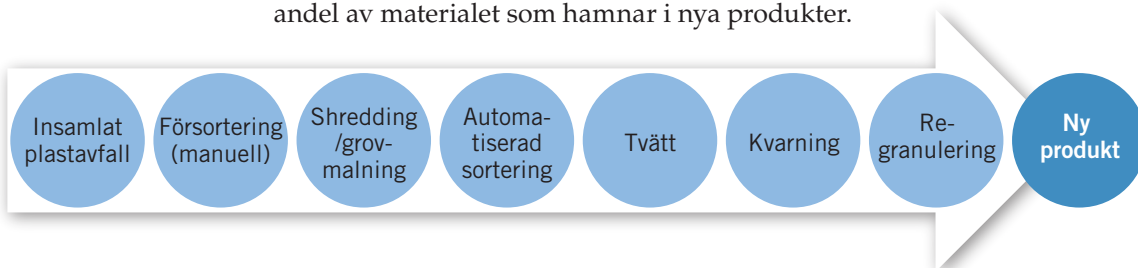 andel av materialet som hamnar i nya produkter.
Insamlat
plastavfall
Försortering
(manuell)
Shredding
/grov-
malning
Automa-
tiserad
sortering
Tvätt
Kvarning
Re-
granulering
Ny
produkt